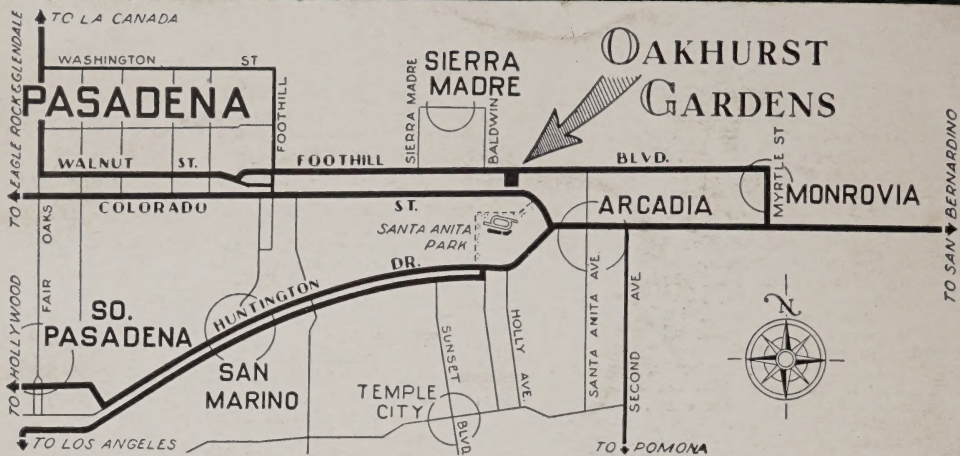 TO LA CANADA
TO EAGLE ROCK & GLENDALE
WASHINGTON ST
PASADENA
FOOTHILL
SIERRA MADRE
SIERRA MADRE
BALDWIN
OAKHURST
GARDENS
WALNUT ST.
FOOTHILL BLVD.
MYRTLE ST
MONROVIA
COLORADO ST.
ARCADIA
SANTA ANITA
PARK
TO SAN BERNARDINO
FAIR OAKS
HUNTINGTON DR.
TO HOLLYWOOD
SO.
PASADENA
SAN
MARINO
SUNSET BLVD
HOLLY AVE.
SANTA ANITA AVE.
SECOND AVE
TEMPLE
CITY
N
TO LOS ANGELES
TO POMONA